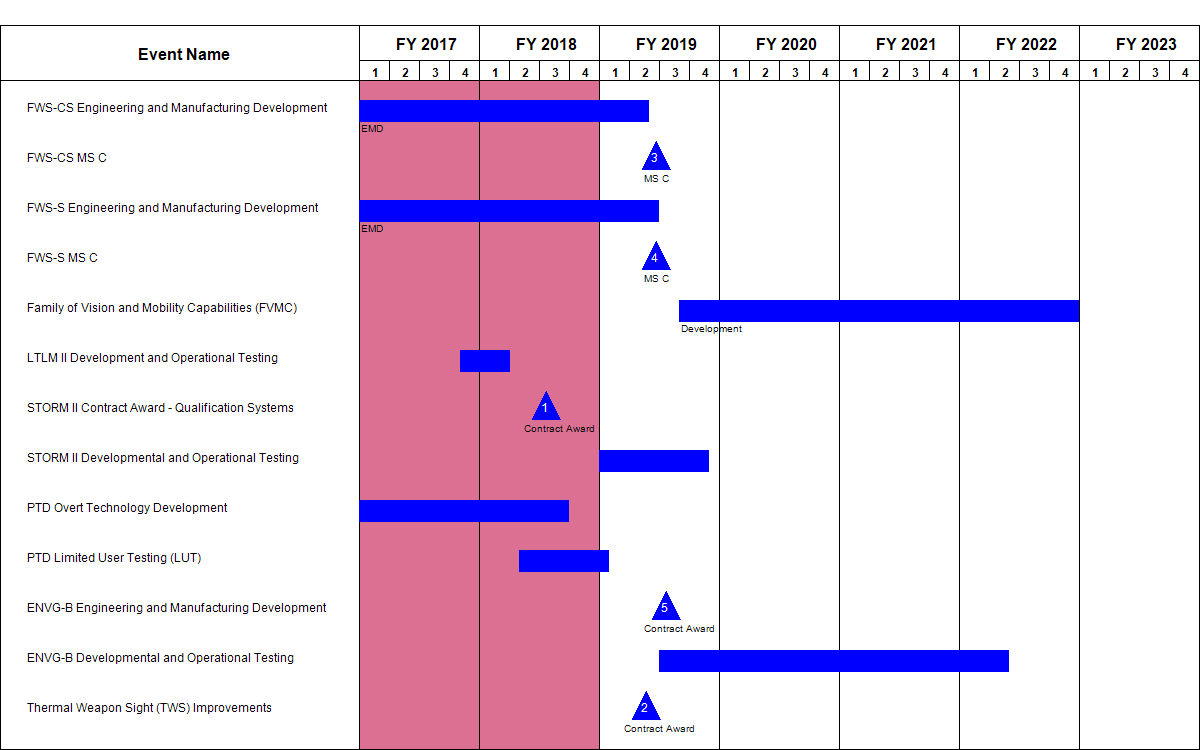 Event Name
FY 2017 FY 2018 FY 2019 FY 2020 FY 2021 FY 2022 FY 2023
1 2 3 4 1 2 3 4 1 2 3 4 1 2 3 4 1 2 3 4 1 2 3 4 1 2 3 4
FWS-CS Engineering and Manufacturing Development
EMD
FWS-CS MS C
3
MS C
FWS-S Engineering and Manufacturing Development
EMD
FWS-S MS C
4
MS C
Family of Vision and Mobility Capabilities (FVMC)
Development
LTLM II Development and Operational Testing
STORM II Contract Award - Qualification Systems
1
Contract Award
STORM II Developmental and Operational Testing
PTD Overt Technology Development
PTD Limited User Testing (LUT)
ENVG-B Engineering and Manufacturing Development
5
Contract Award
ENVG-B Developmental and Operational Testing
Thermal Weapon Sight (TWS) Improvements
2
Contract Award